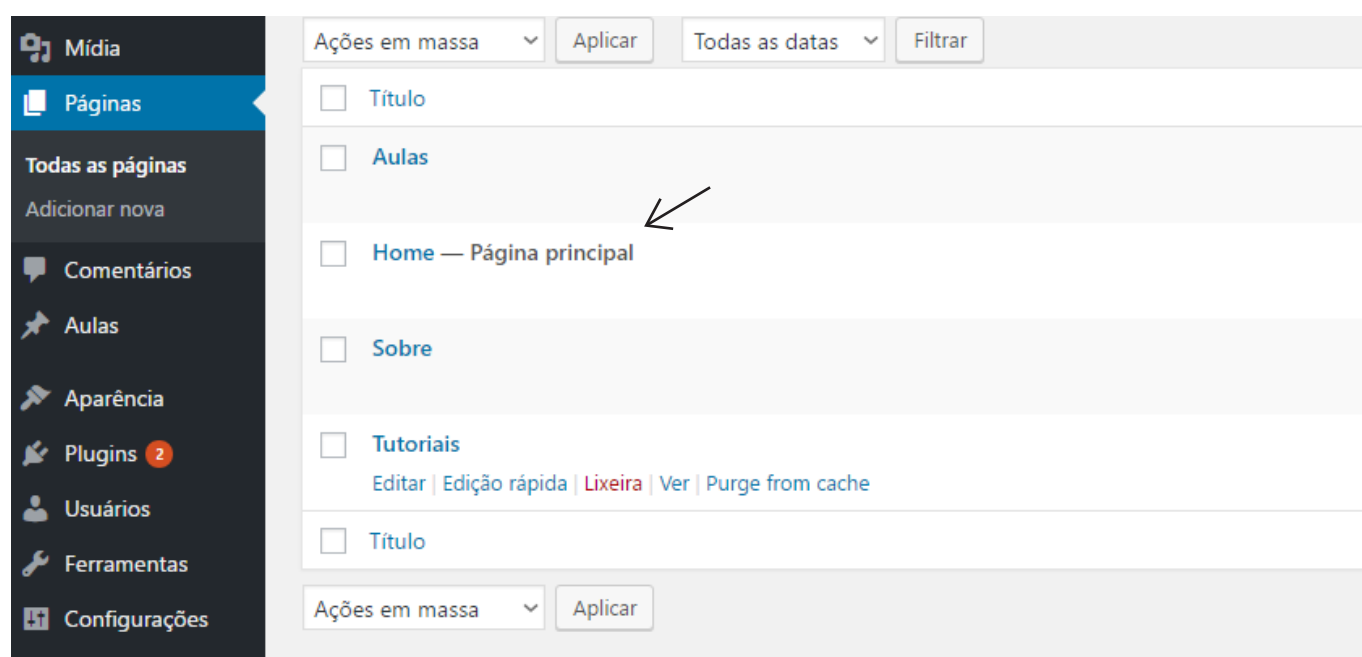 Mídia
Páginas
Todas as páginas
Adicionar nova
Comentários
Aulas
Aparência
Plugins 2
Usuários
Ferramentas
Configurações
Ações em massa Aplicar Todas as datas Filtrar
Título
Aulas
Home — Página principal
Sobre
Tutoriais
Editar | Edição rápida | Lixeira | Ver | Purge from cache
Título
Ações em massa Aplicar